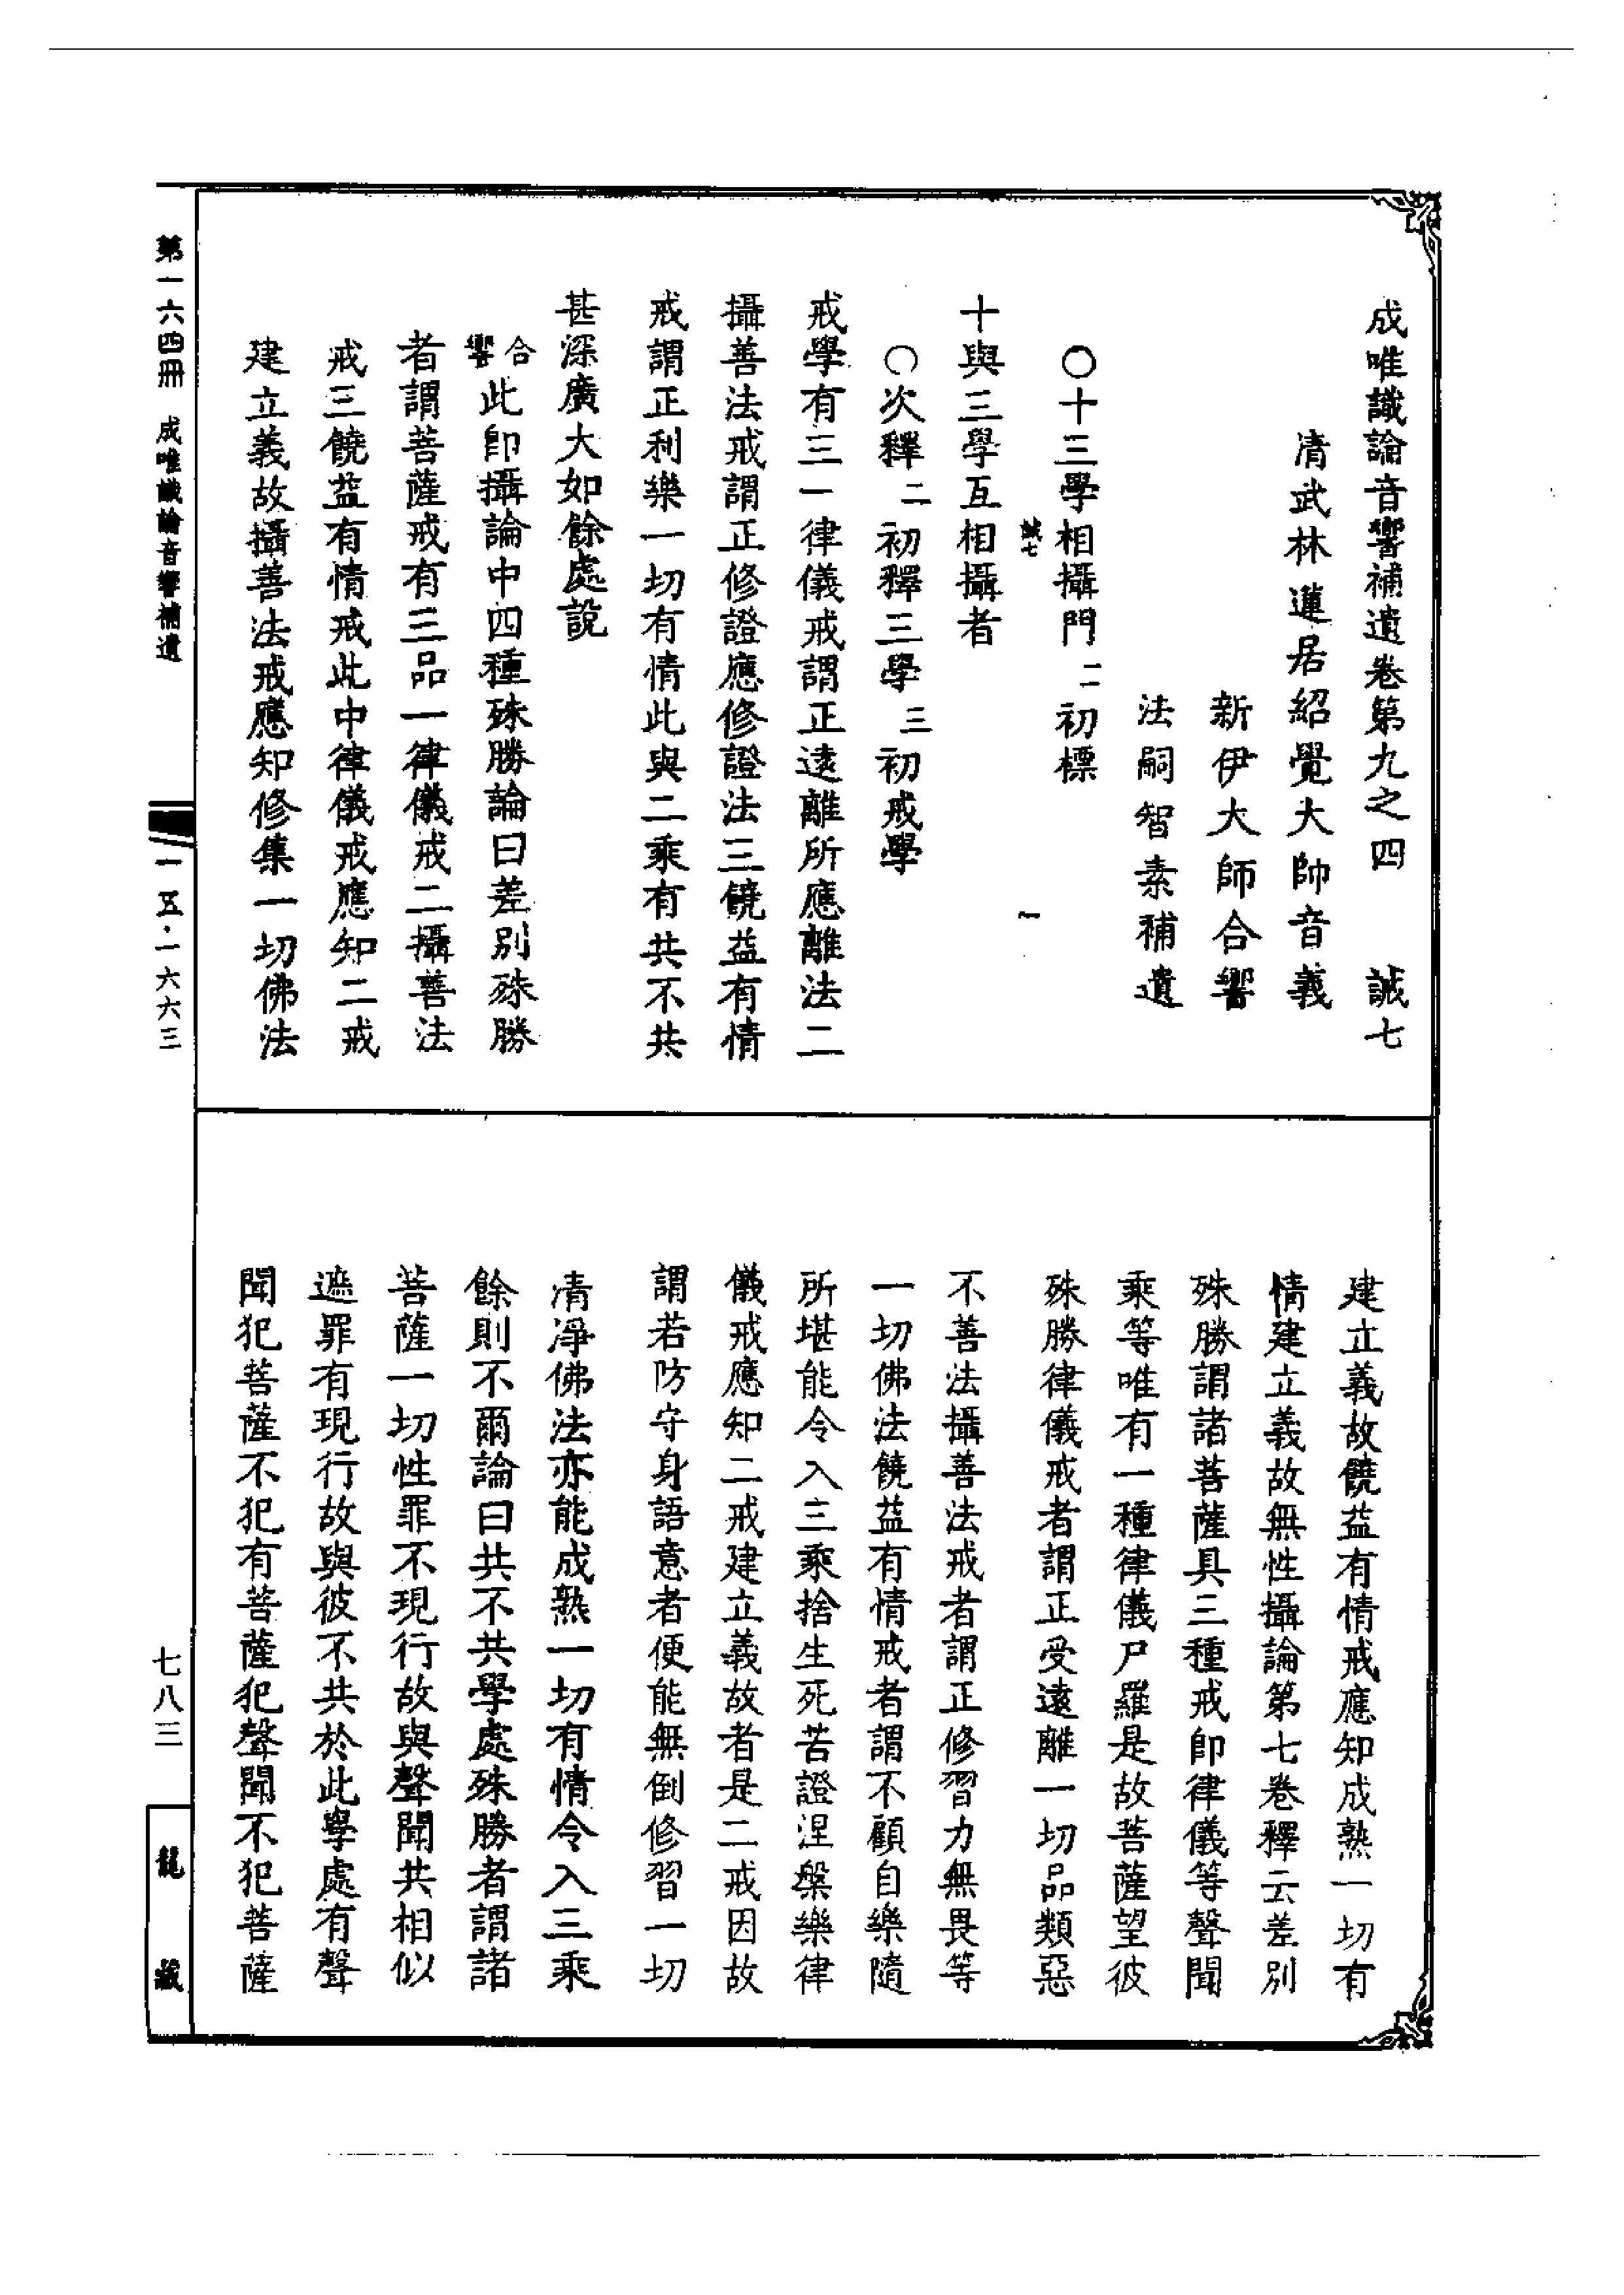 成唯識論音響補遺卷第九之四　誠七
清武林蓮居紹覺大師音義
新伊大師合響
法嗣智素補遺
〇十三學相攝門二初標
誠七　一
十與三學互相攝者
〇次釋二初釋三學三初戒學
戒學有三一律儀戒謂正遠離所應離法二
攝善法戒謂正修證應修證法三饒益有情
戒謂正利樂一切有情此與二乘有共不共
甚深廣大如餘處說
合響此卽攝論中四種殊勝論曰差別殊勝
者謂菩薩戒有三品一律儀戒二攝善法
戒三饒益有情戒此中律儀戒應知二戒
建立義故攝善法戒應知修集一切佛法
建立義故饒益有情戒應知成熟一切有
情建立義故無性攝論第七卷釋云差別
殊勝謂諸菩薩具三種戒卽律儀等聲聞
乘等唯有一種律儀尸羅是故菩薩望彼
殊勝律儀戒者謂正受遠離一切品類惡
不善法攝善法戒者謂正修習力無畏等
一切佛法饒益有情戒者謂不顧自樂隨
所堪能令入三乘捨生死苦證涅槃樂律
儀戒應知二戒建立義故者是二戒因故
謂若防守身語意者便能無倒修習一切
清淨佛法亦能成熟一切有情令入三乘
餘則不爾論曰共不共學處殊勝者謂諸
菩薩一切性罪不現行故與聲聞共相似
遮罪有現行故與彼不共於此學處有聲
聞犯菩薩不犯有菩薩犯聲聞不犯菩薩
第一六四冊　成唯識論音響補遺
一五·一六六三
七八三
龍藏